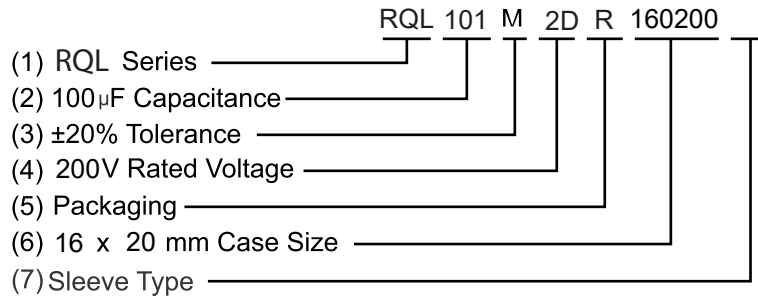 RQL 101 M 2D R 160200
(1) RQL Series
(2) 100µF Capacitance
(3) ±20% Tolerance
(4) 200V Rated Voltage
(5) Packaging
(6) 16 x 20 mm Case Size
(7) Sleeve Type